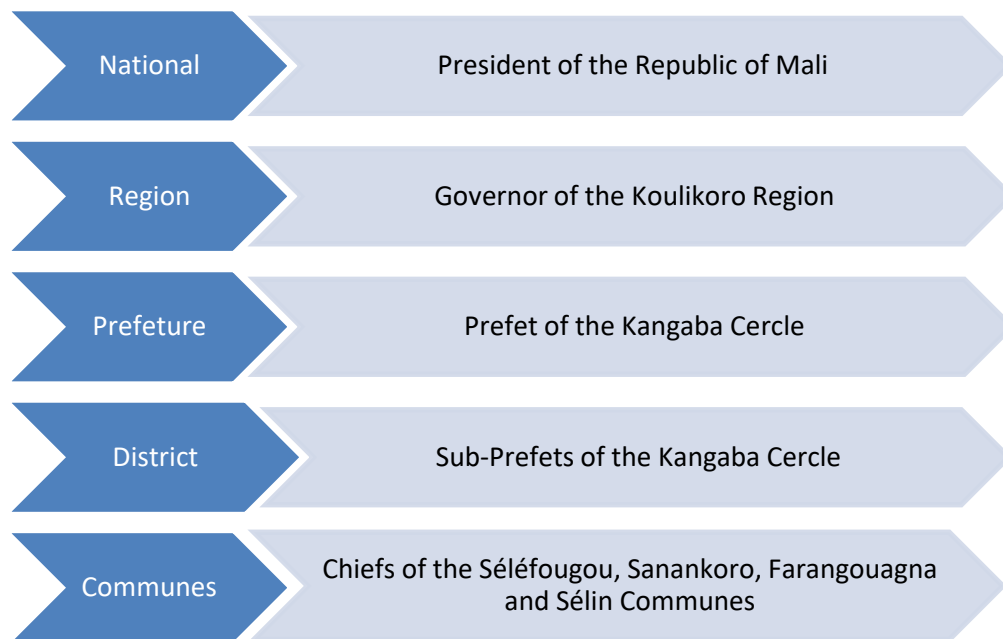 National
President of the Republic of Mali
Region
Governor of the Koulikoro Region
Prefeture
Prefet of the Kangaba Cercle
District
Sub-Prefets of the Kangaba Cercle
Communes
Chiefs of the Séléfougou, Sanankoro, Farangouagna
and Sélin Communes